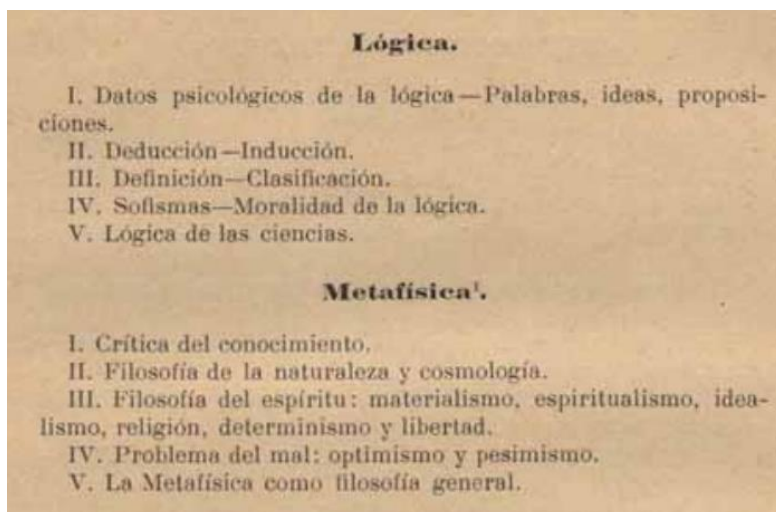 Lógica.
I. Datos psicológicos de la lógica—Palabras, ideas, proposi-
ciones.
II. Deducción—Inducción.
III. Definición—Clasificación.
IV. Sofismas—Moralidad de la lógica.
V. Lógica de las ciencias.
Metafísica¹.
I. Crítica del conocimiento.
II. Filosofía de la naturaleza y cosmología.
III. Filosofía del espíritu: materialismo, espiritualismo, idea-
lismo, religión, determinismo y libertad.
IV. Problema del mal: optimismo y pesimismo.
V. La Metafísica como filosofía general.